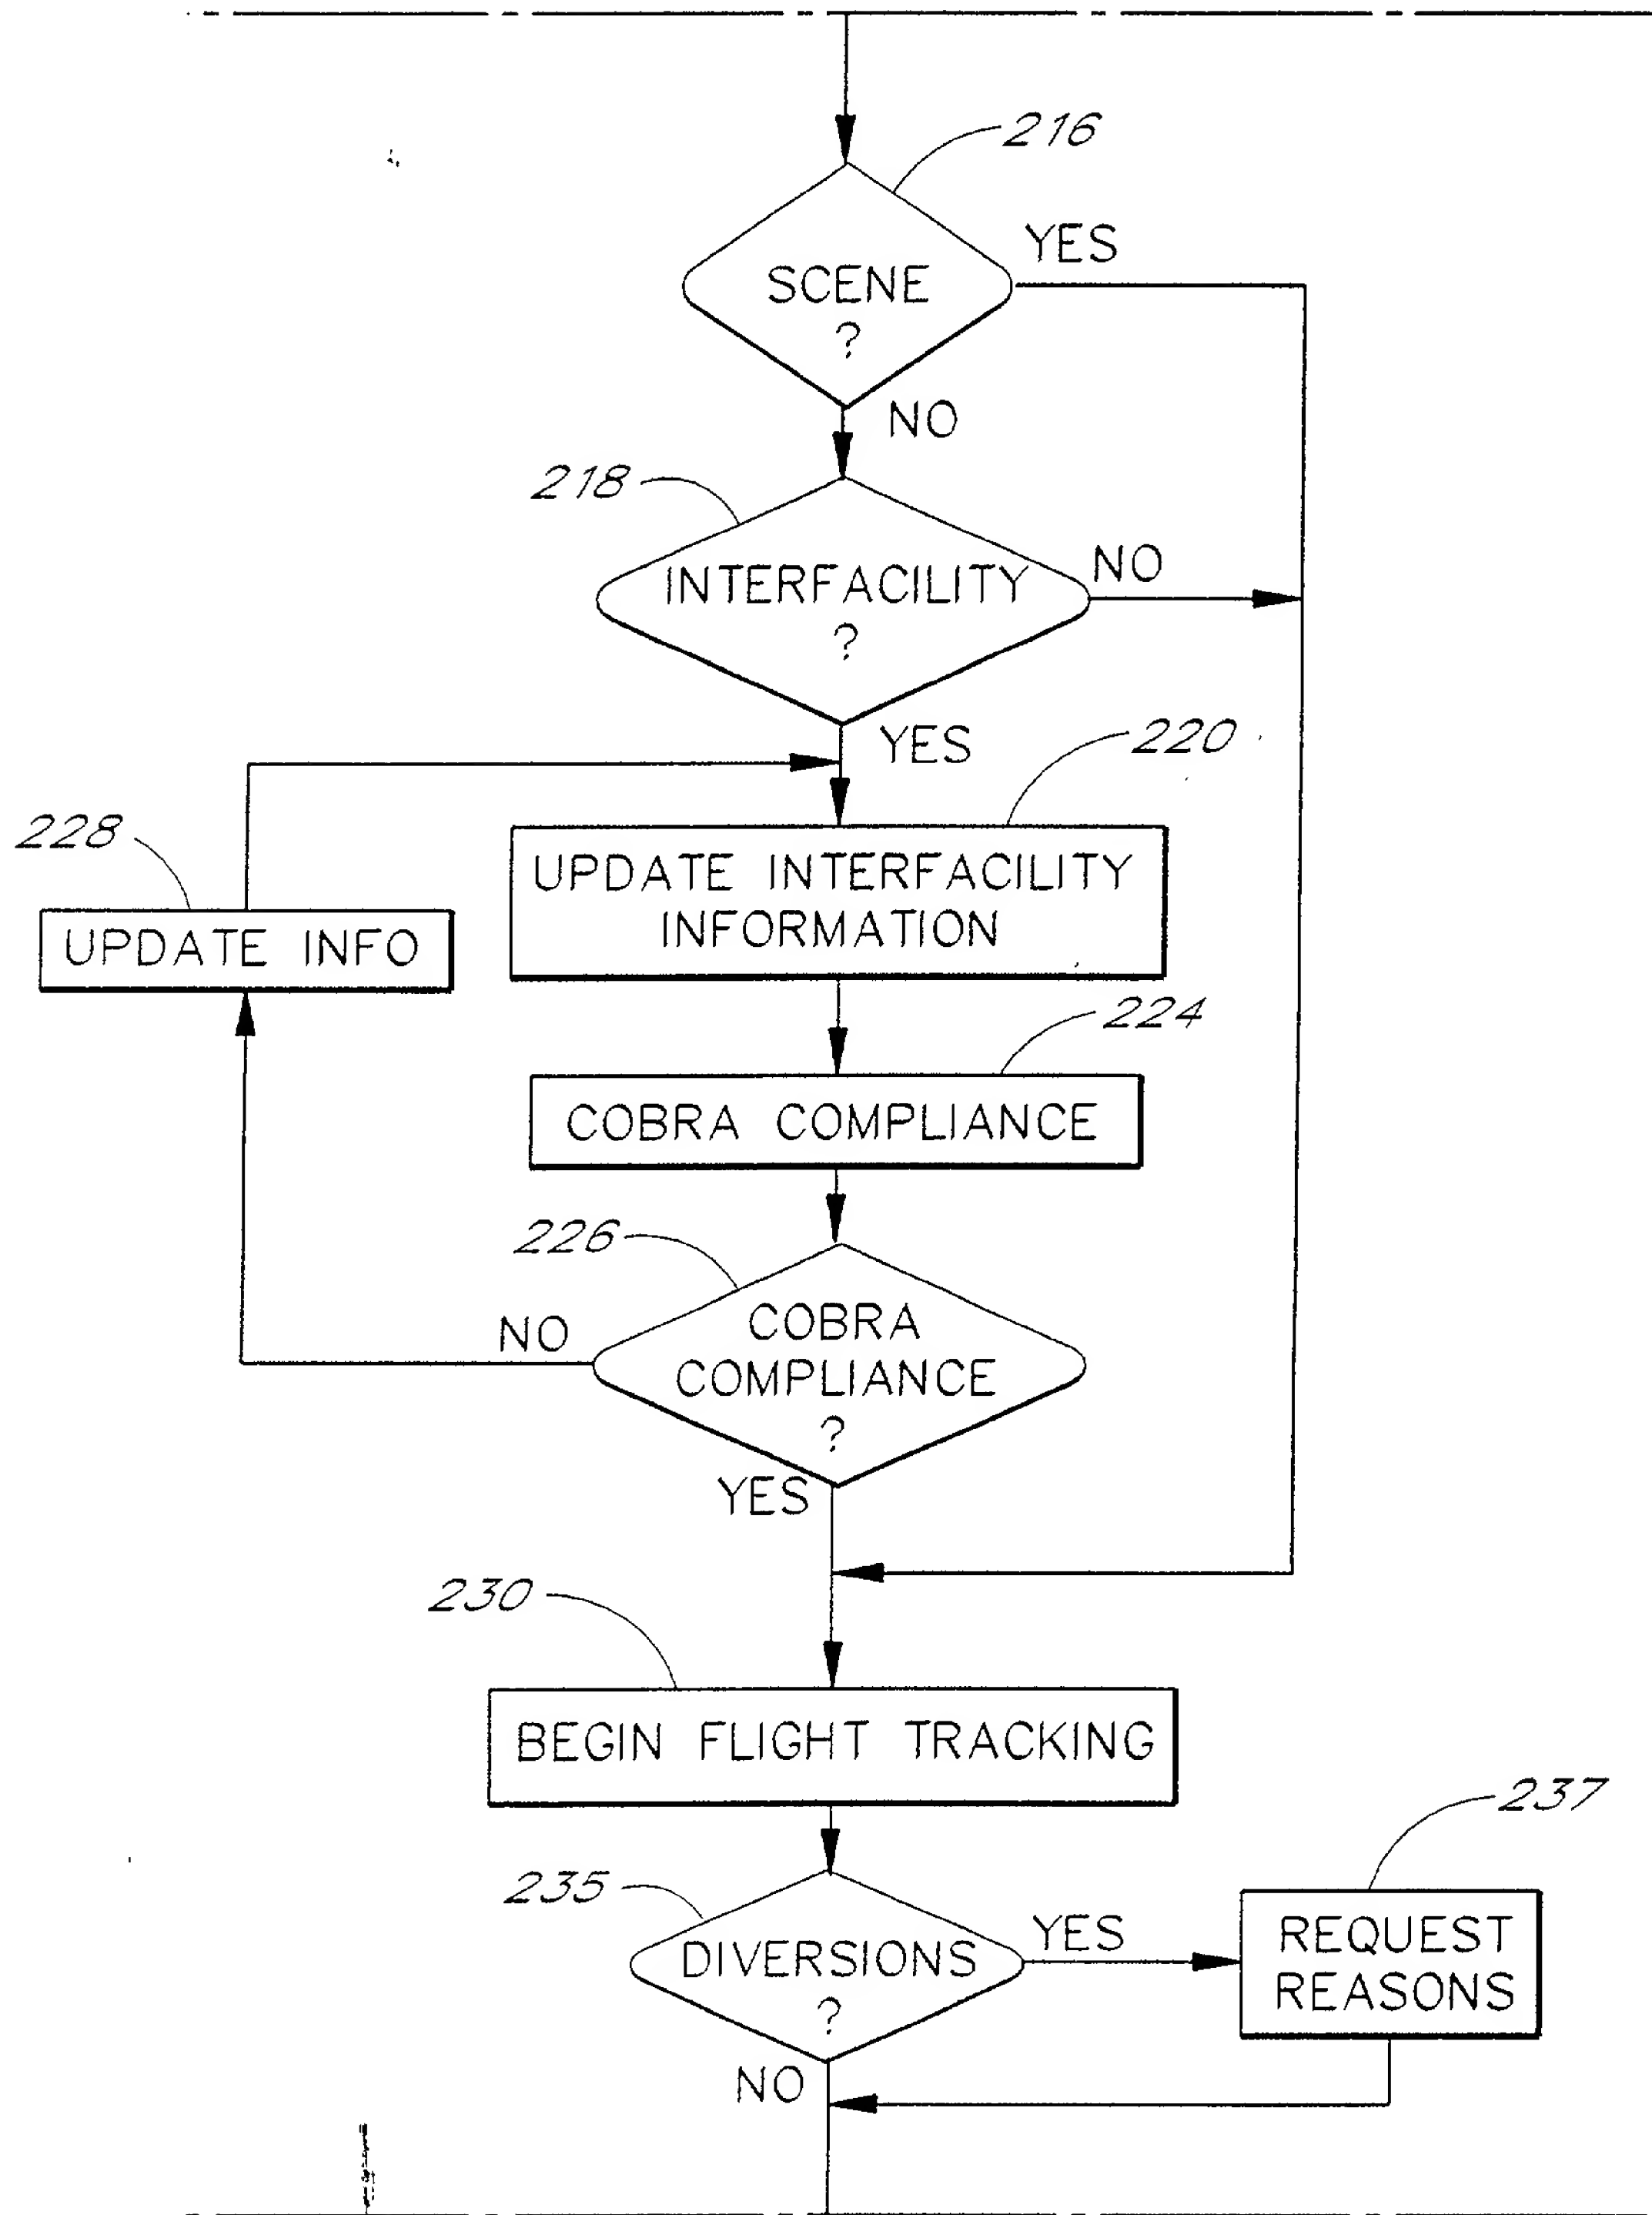 216
SCENE
?
YES
NO
218
INTERFACILITY
?
NO
YES
220
228
UPDATE INTERFACILITY
INFORMATION
UPDATE INFO
224
COBRA COMPLIANCE
226
COBRA
COMPLIANCE
?
NO
YES
230
BEGIN FLIGHT TRACKING
237
235
DIVERSIONS
?
YES
REQUEST
REASONS
NO